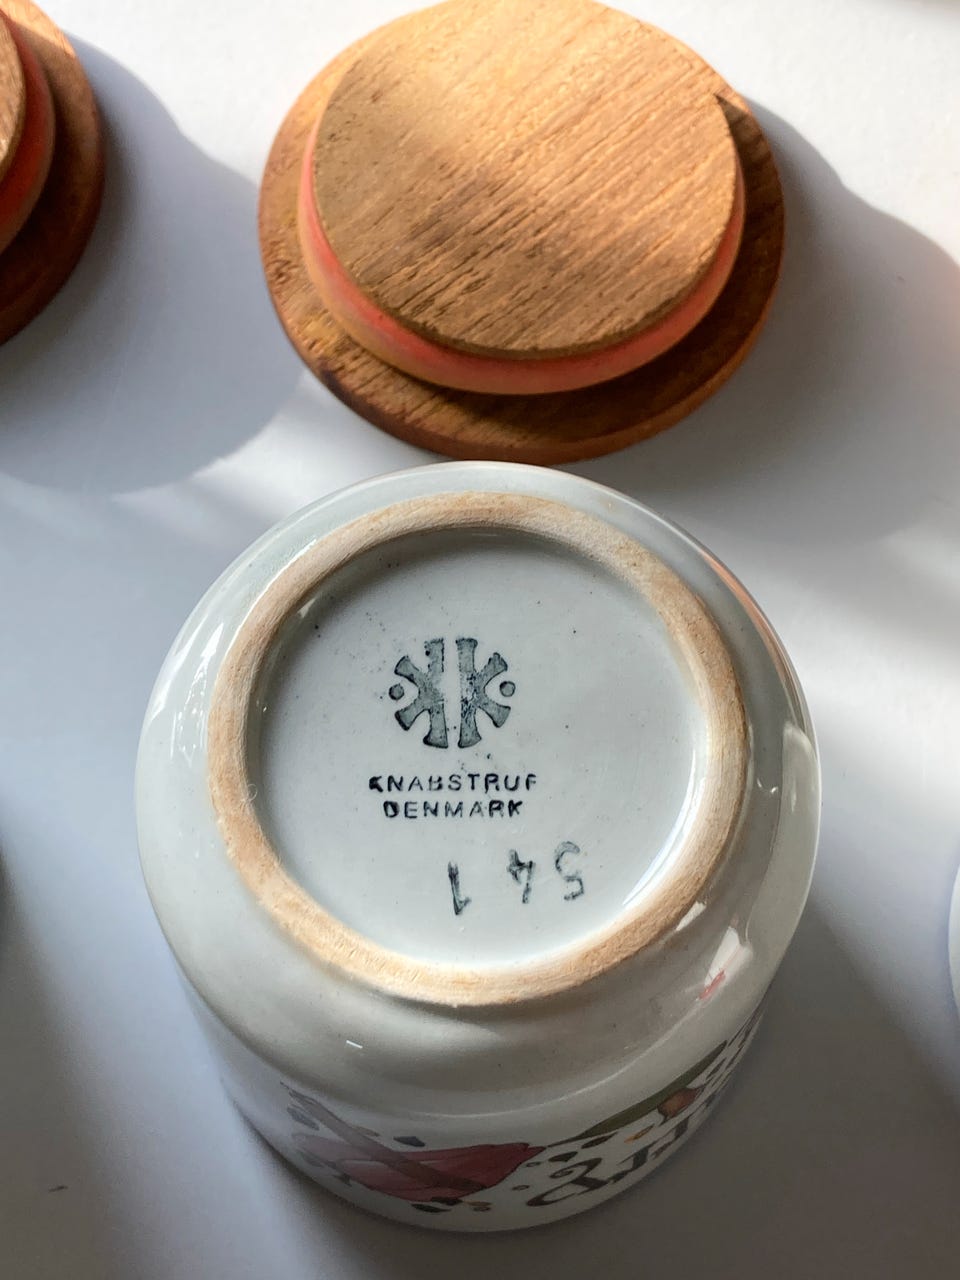 KNABSTRUP
DENMARK
541